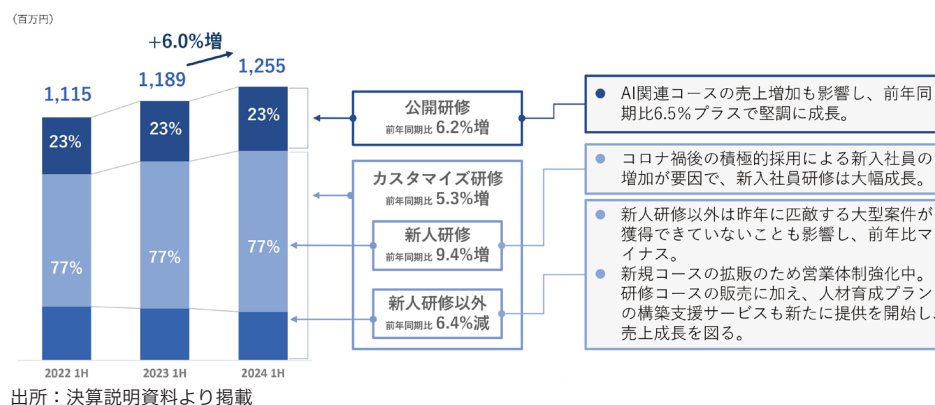 （百万円）
+6.0%増
1,115
1,189
1,255
23%
23%
23%
77%
77%
77%
2022 1H
2023 1H
2024 1H
公開研修
前年同期比 6.2%増
カスタマイズ研修
前年同期比 5.3%増
新人研修
前年同期比 9.4%増
新人研修以外
前年同期比 6.4%減
● AI関連コースの売上増加も影響し、前年同
期比6.5％プラスで堅調に成長。
● コロナ禍後の積極的採用による新入社員の
増加が要因で、新入社員研修は大幅成長。
● 新人研修以外は昨年に匹敵する大型案件が
獲得できていないことも影響し、前年比マ
イナス。
● 新規コースの拡販のため営業体制強化中。
研修コースの販売に加え、人材育成プラン
の構築支援サービスも新たに提供を開始し
売上成長を図る。
出所：決算説明資料より掲載